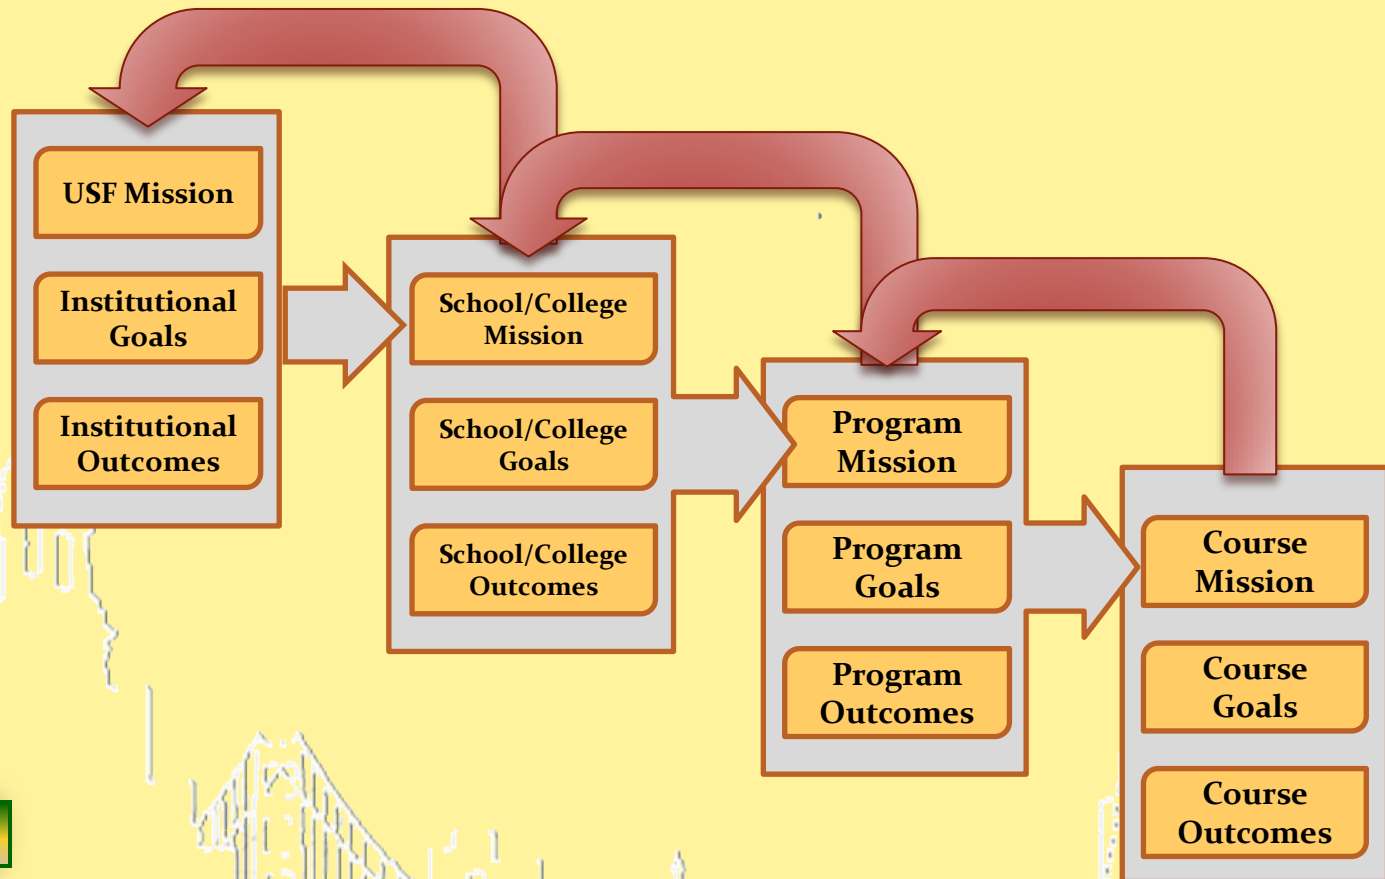 USF Mission
Institutional
Goals
Institutional
Outcomes
School/College
Mission
School/College
Goals
School/College
Outcomes
Program
Mission
Program
Goals
Program
Outcomes
Course
Mission
Course
Goals
Course
Outcomes